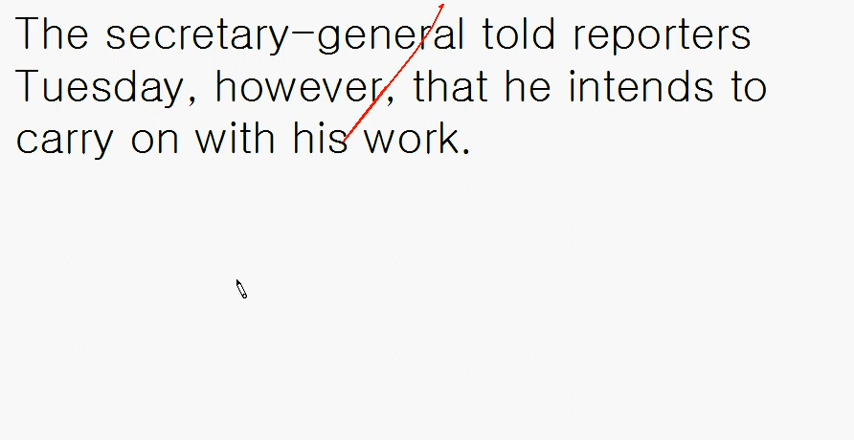 The secretary-general told reporters
Tuesday, however, that he intends to
carry on with his work.